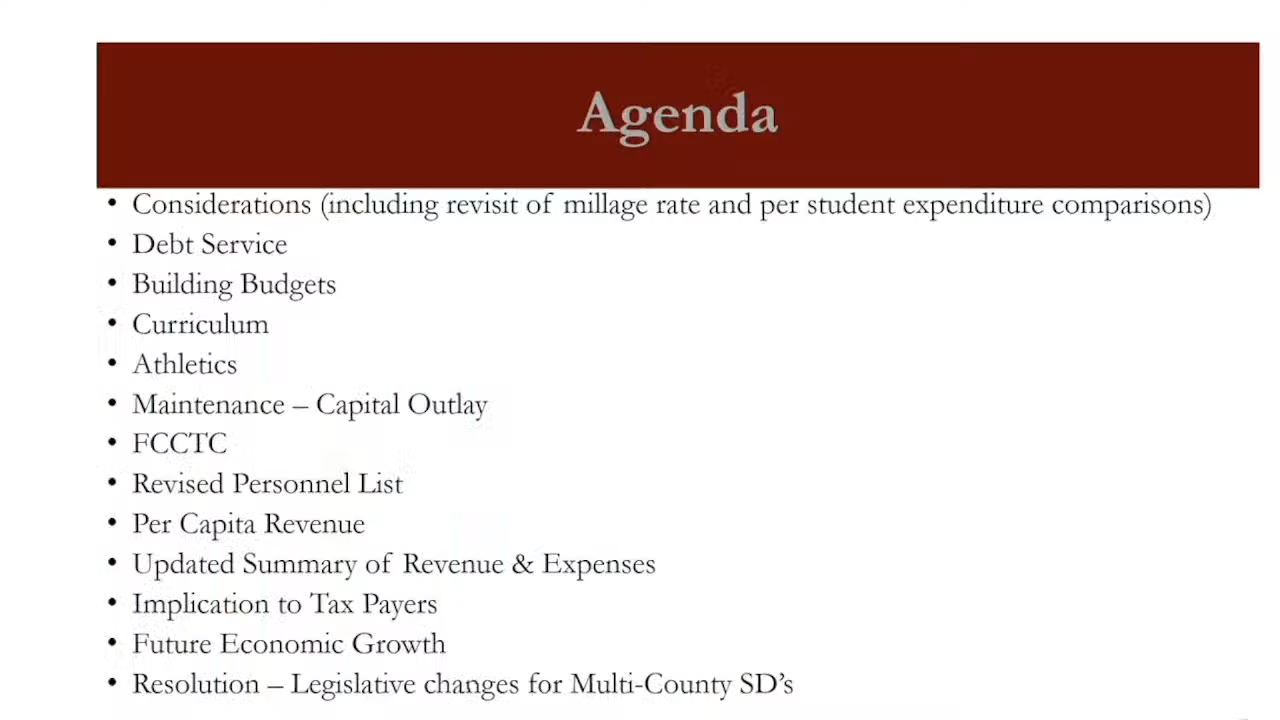 Agenda
• Considerations (including revisit of millage rate and per student expenditure comparisons)
• Debt Service
• Building Budgets
• Curriculum
• Athletics
• Maintenance – Capital Outlay
• FCCTC
• Revised Personnel List
• Per Capita Revenue
• Updated Summary of Revenue & Expenses
• Implication to Tax Payers
• Future Economic Growth
• Resolution – Legislative changes for Multi-County SD’s